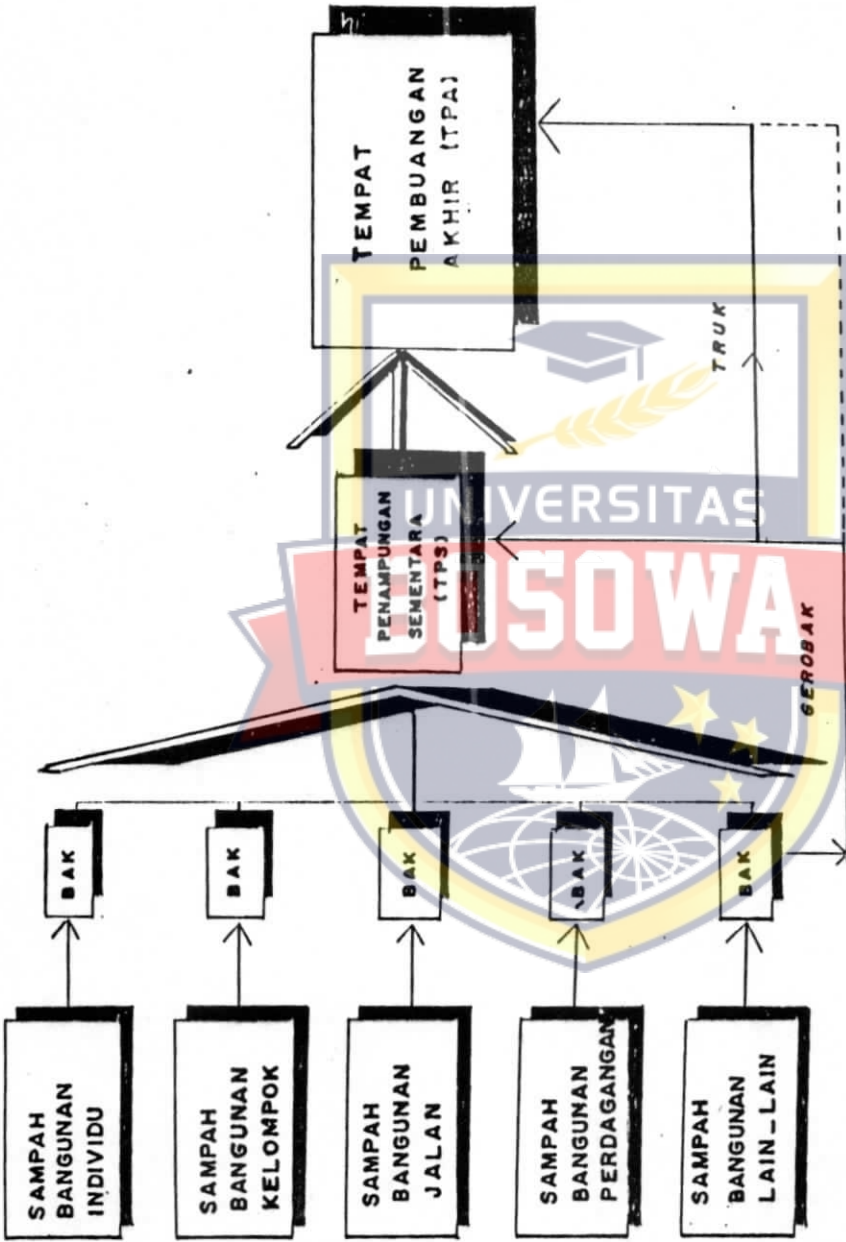 TEMPAT
PEMBUANGAN
AKHIR (TPA)
TRUK
TEMPAT
PENAMPUNGAN
SEMENTARA
(TPS)
GEROBAK
UNIVERSITAS
BOSOWA
BAK
BAK
BAK
BAK
BAK
SAMPAH
BANGUNAN
INDIVIDU
SAMPAH
BANGUNAN
KELOMPOK
SAMPAH
BANGUNAN
JALAN
SAMPAH
BANGUNAN
PERDAGANGAN
SAMPAH
BANGUNAN
LAIN_LAIN